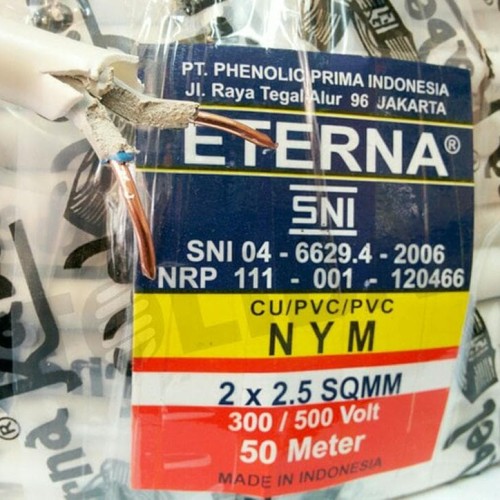 PT. PHENOLIC PRIMA INDONESIA
Jl. Raya Tegal Alur 96 JAKARTA
ETERNA®
SNI
SNI 04 - 6629.4 - 2006
NRP 111 - 001 - 120466
CU/PVC/PVC
NYM
2 x 2.5 SQMM
300 / 500 Volt
50 Meter
MADE IN INDONESIA